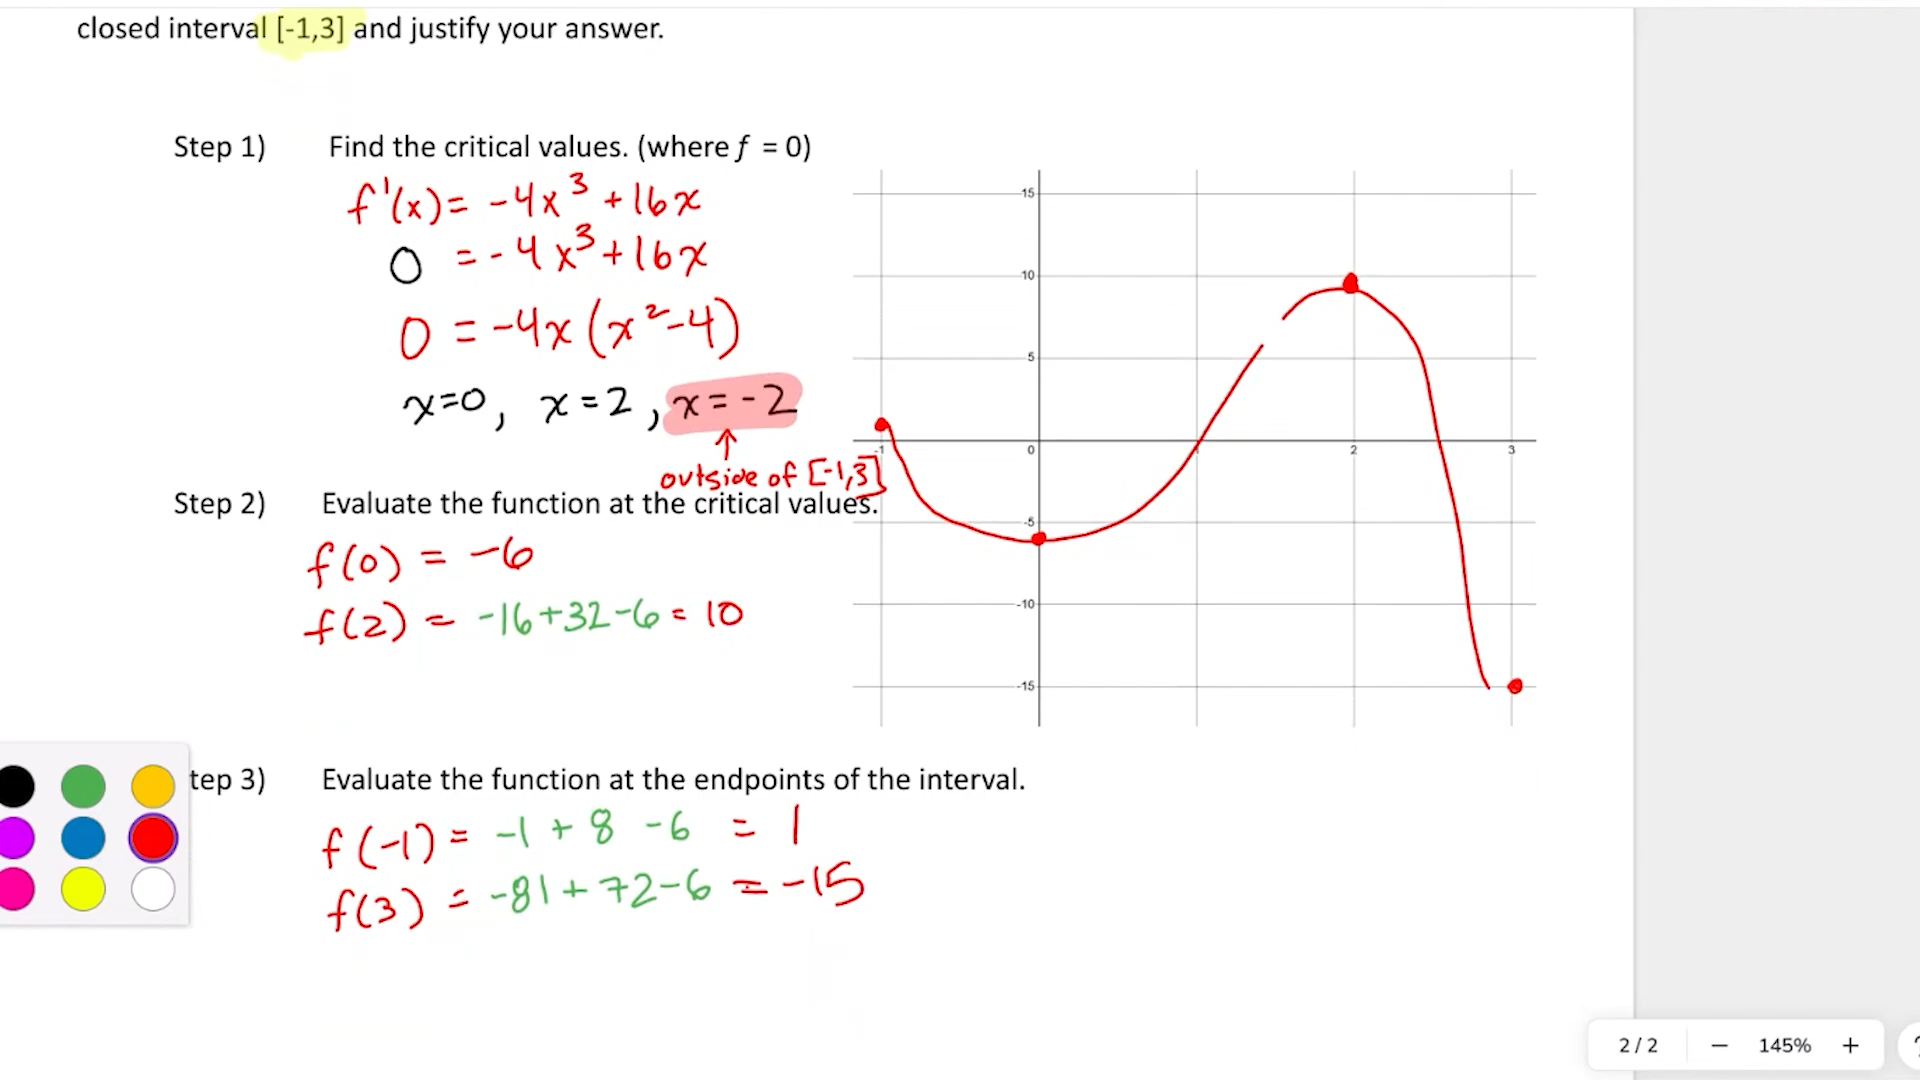 closed interval [-1,3] and justify your answer.
Step 1) Find the critical values. (where f = 0)
f'(x) = -4x³ +16x
0 = -4x³ +16x
0 = -4x(x²-4)
x=0, x=2, x=-2
outside of [-1,3]
Step 2) Evaluate the function at the critical values.
f(0) = -6
f(2) = -16+32-6 = 10
15
10
5
-1 0 2 3
-5
-10
-15
tep 3) Evaluate the function at the endpoints of the interval.
f(-1) = -1 + 8 -6 = 1
f(3) = -81+72-6 = -15
2 / 2 — 145% +